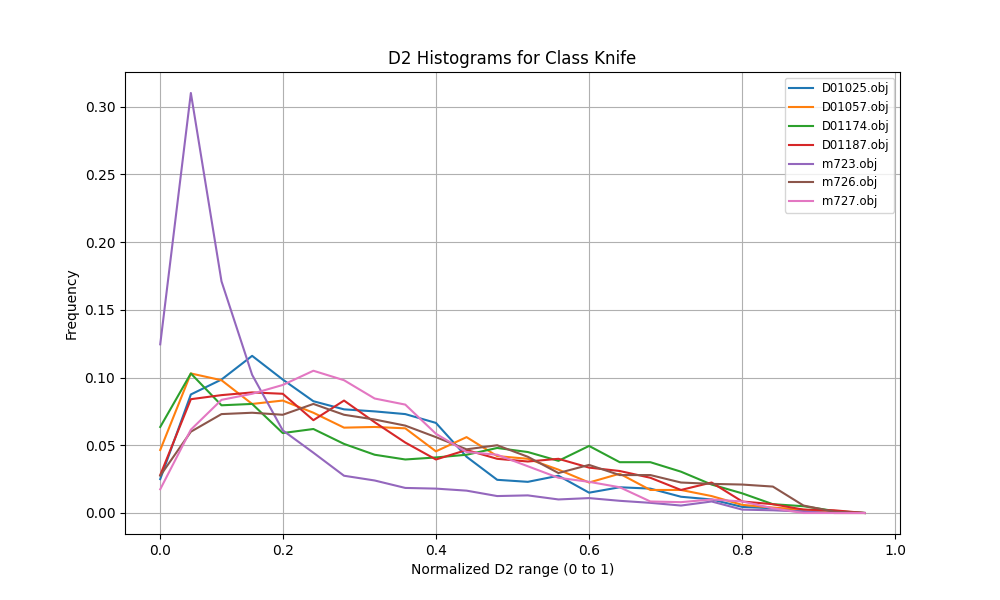 D2 Histograms for Class Knife
D01025.obj
D01057.obj
D01174.obj
D01187.obj
m723.obj
m726.obj
m727.obj
Frequency
0.30
0.25
0.20
0.15
0.10
0.05
0.00
0.0 0.2 0.4 0.6 0.8 1.0
Normalized D2 range (0 to 1)